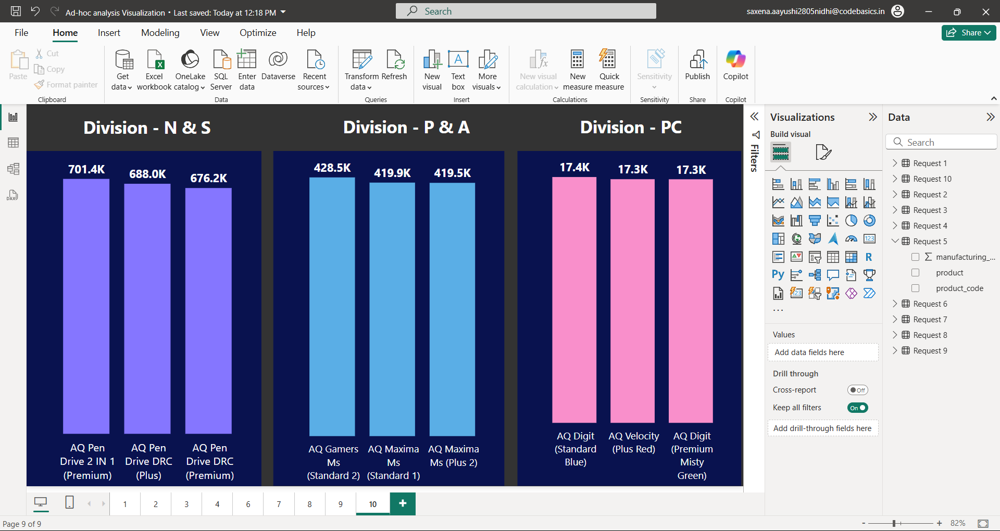 Ad-hoc analysis Visualization • Last saved: Today at 12:18 PM
Search
saxena.aayushi2805nidhi@codebasics.in
File Home Insert Modeling View Optimize Help
Share
Paste
Cut
Copy
Format painter
Clipboard
Get data
Excel workbook
OneLake catalog
SQL Server
Enter data
Dataverse
Recent sources
Data
Transform data
Refresh
Queries
New visual
A
Text box
More visuals
Insert
fx
New visual calculation
New measure
Quick measure
Calculations
Sensitivity
Sensitivity
Publish
Share
Copilot
Copilot
DAX
Division - N & S
701.4K
688.0K
676.2K
AQ Pen
Drive 2 IN 1
(Premium)
AQ Pen
Drive DRC
(Plus)
AQ Pen
Drive DRC
(Premium)
Division - P & A
428.5K
419.9K
419.5K
AQ Gamers
Ms
(Standard 2)
AQ Maxima
Ms
(Standard 1)
AQ Maxima
Ms (Plus 2)
Division - PC
17.4K
17.3K
17.3K
AQ Digit
(Standard
Blue)
AQ Velocity
(Plus Red)
AQ Digit
(Premium
Misty
Green)
Filters
Visualizations
Build visual
123
R
Py
123
...
Values
Add data fields here
Drill through
Cross-report
Off
Keep all filters
On
Add drill-through fields here
Data
Search
Request 1
Request 10
Request 2
Request 3
Request 4
Request 5
Σ manufacturing_...
product
product_code
Request 6
Request 7
Request 8
Request 9
1 2 3 4 6 7 8 9 10 +
Page 9 of 9
- + 82%